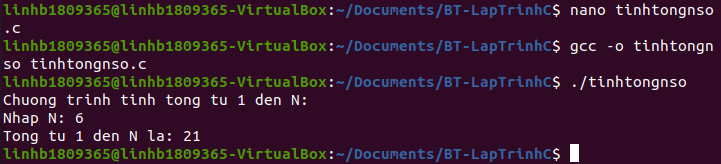 linhb1809365@linhb1809365-VirtualBox:~/Documents/BT-LapTrinhC$ nano tinhtongnso
.c
linhb1809365@linhb1809365-VirtualBox:~/Documents/BT-LapTrinhC$ gcc -o tinhtongn
so tinhtongnso.c
linhb1809365@linhb1809365-VirtualBox:~/Documents/BT-LapTrinhC$ ./tinhtongnso
Chuong trinh tinh tong tu 1 den N:
Nhap N: 6
Tong tu 1 den N la: 21
linhb1809365@linhb1809365-VirtualBox:~/Documents/BT-LapTrinhC$